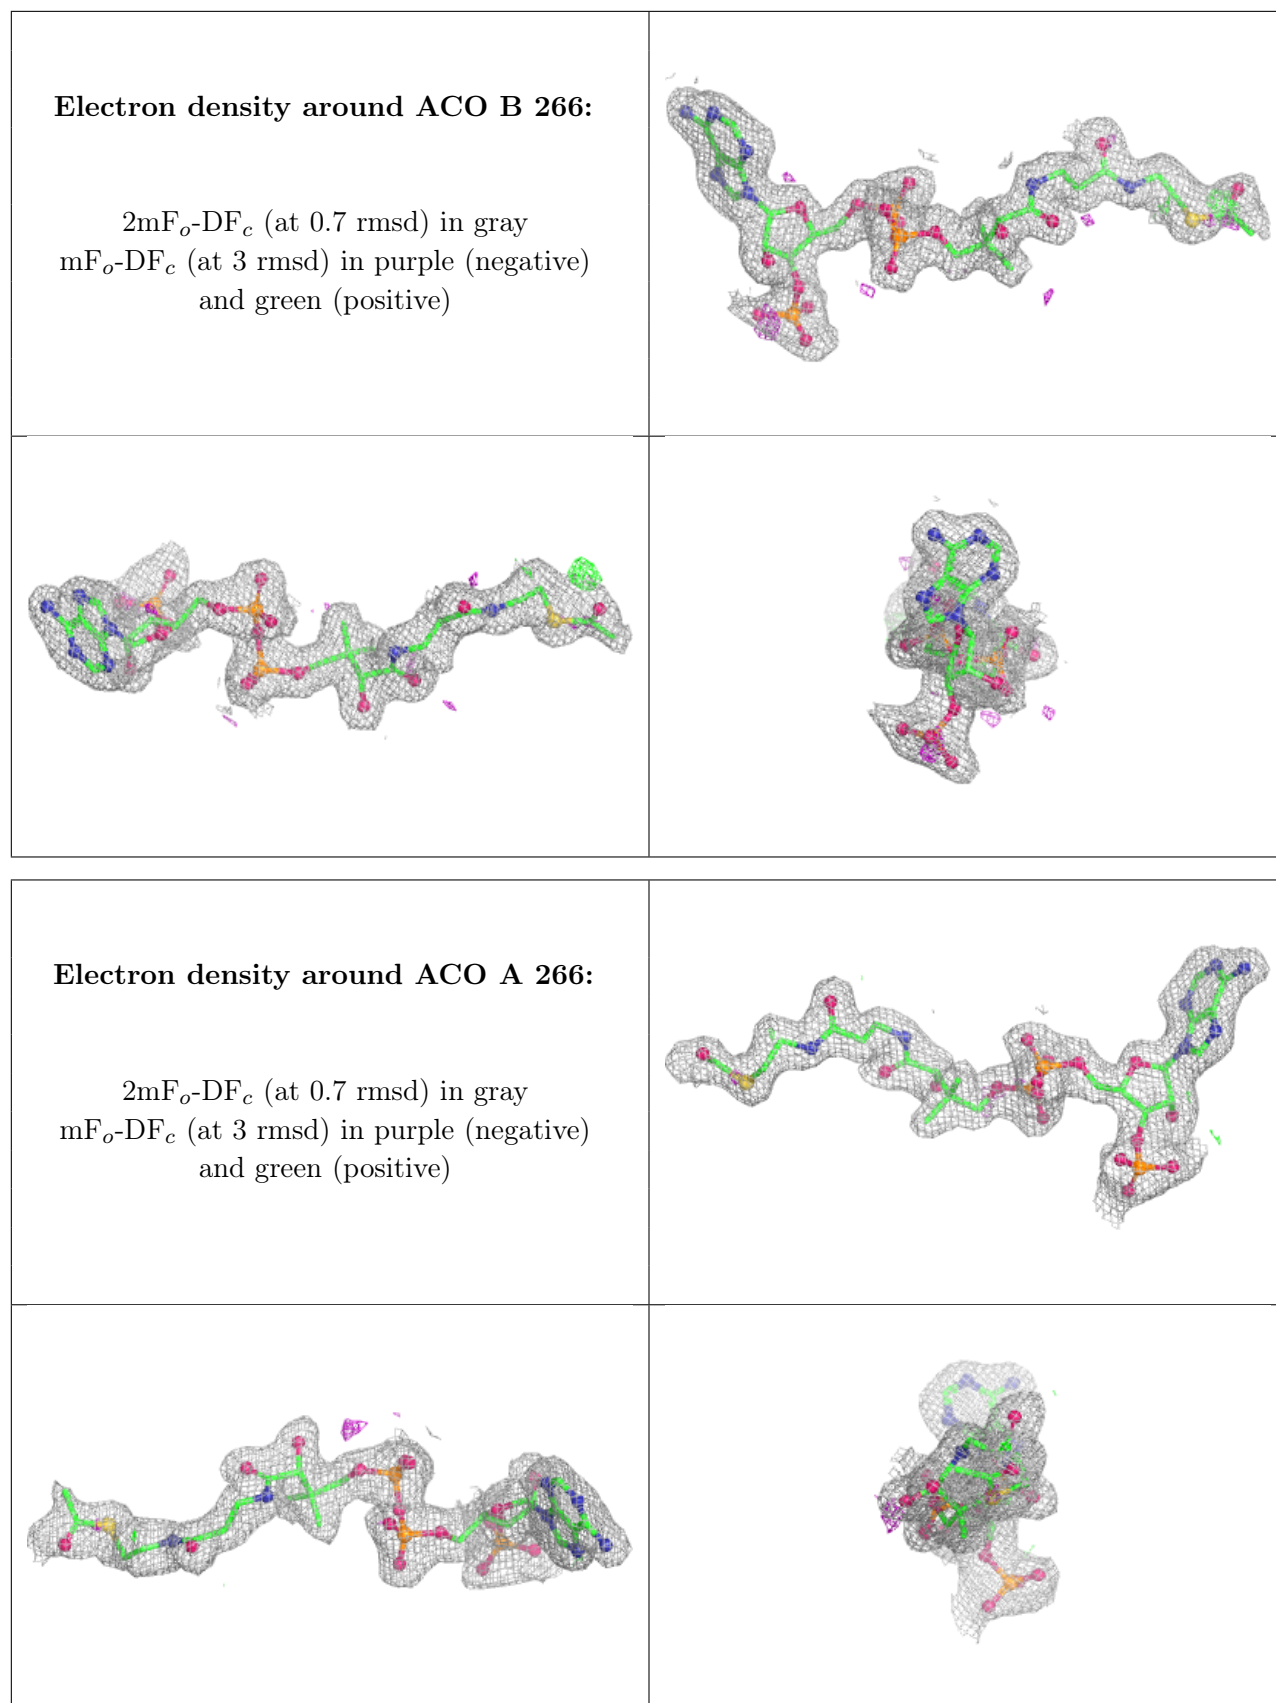 Electron density around ACO B 266:
2mFₒ-DF𝒸 (at 0.7 rmsd) in gray
mFₒ-DF𝒸 (at 3 rmsd) in purple (negative)
and green (positive)
Electron density around ACO A 266:
2mFₒ-DF𝒸 (at 0.7 rmsd) in gray
mFₒ-DF𝒸 (at 3 rmsd) in purple (negative)
and green (positive)